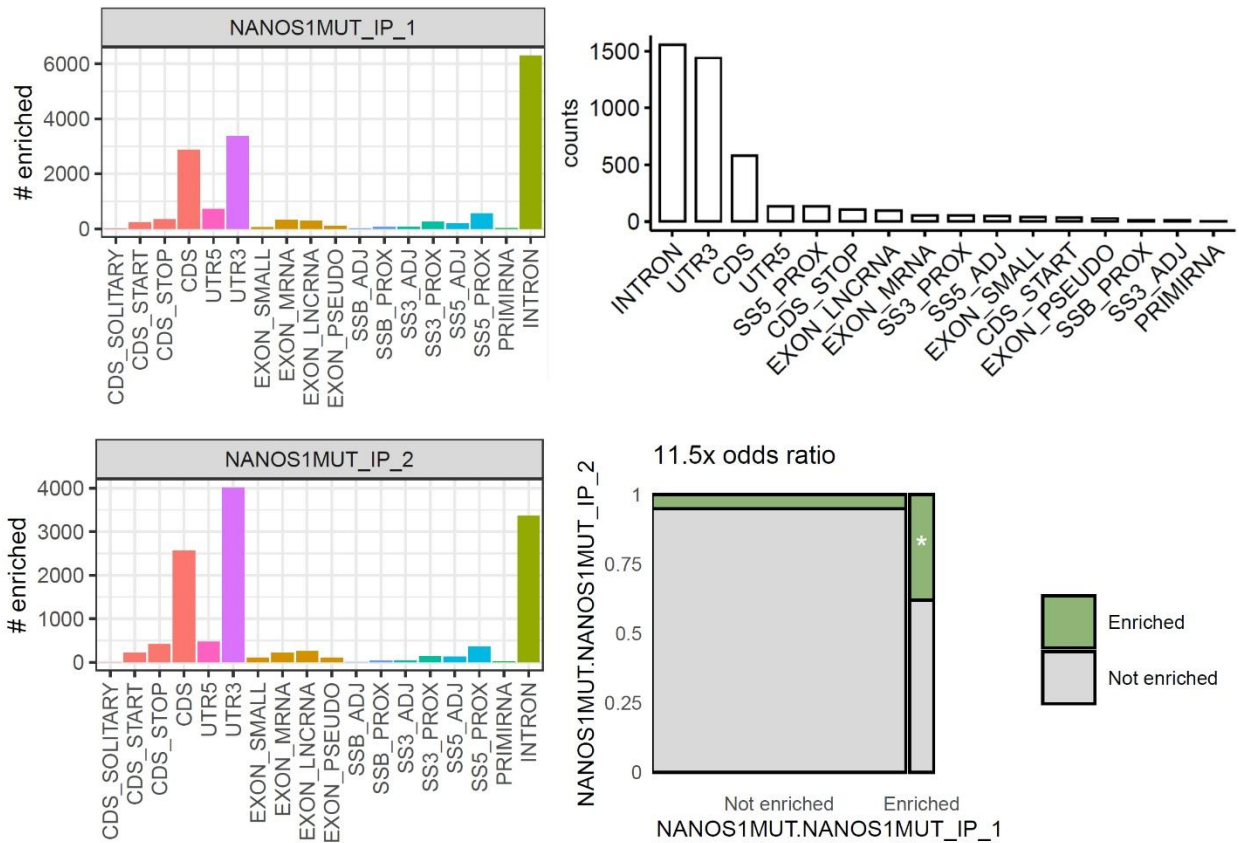 NANOS1MUT_IP_1
# enriched
6000
4000
2000
0
CDS_SOLITARY
CDS_START
CDS_STOP
CDS
UTR5
UTR3
EXON_SMALL
EXON_MRNA
EXON_LNCRNA
EXON_PSEUDO
SSB_ADJ
SSB_PROX
SS3_ADJ
SS3_PROX
SS5_ADJ
SS5_PROX
PRIMIRNA
INTRON
counts
1500
1000
500
0
INTRON
UTR3
CDS
UTR5
SS5_PROX
CDS_STOP
EXON_LNCRNA
EXON_MRNA
SS3_PROX
SS5_ADJ
EXON_SMALL
CDS_START
EXON_PSEUDO
SSB_PROX
SS3_ADJ
PRIMIRNA
NANOS1MUT_IP_2
# enriched
4000
3000
2000
1000
0
CDS_SOLITARY
CDS_START
CDS_STOP
CDS
UTR5
UTR3
EXON_SMALL
EXON_MRNA
EXON_LNCRNA
EXON_PSEUDO
SSB_ADJ
SSB_PROX
SS3_ADJ
SS3_PROX
SS5_ADJ
SS5_PROX
PRIMIRNA
INTRON
11.5x odds ratio
NANOS1MUT.NANOS1MUT_IP_2
1
0.75
0.5
0.25
0
*
Not enriched
Enriched
NANOS1MUT.NANOS1MUT_IP_1
Enriched
Not enriched